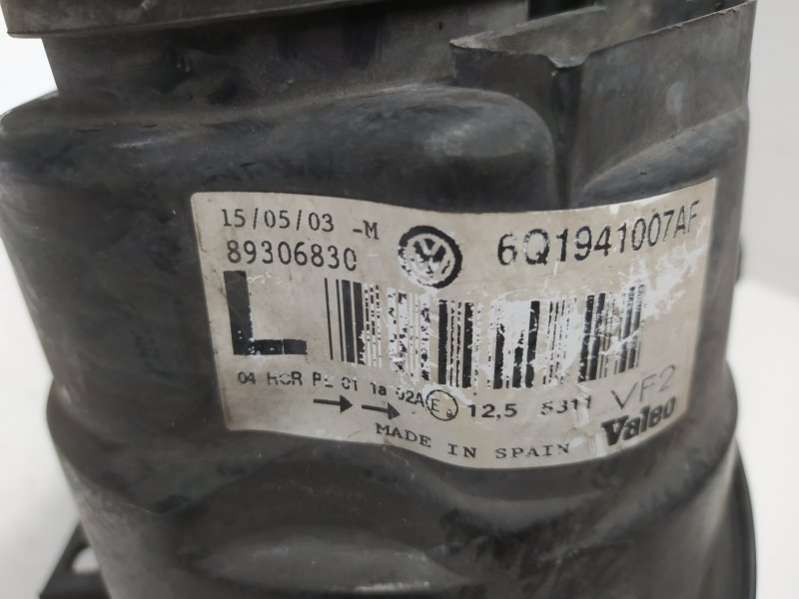 15/05/03 -M
89306830
6Q1941007AF
L
04 HCR PL 01 1a 02A E 12,5 5311 VF2
MADE IN SPAIN
Valeo